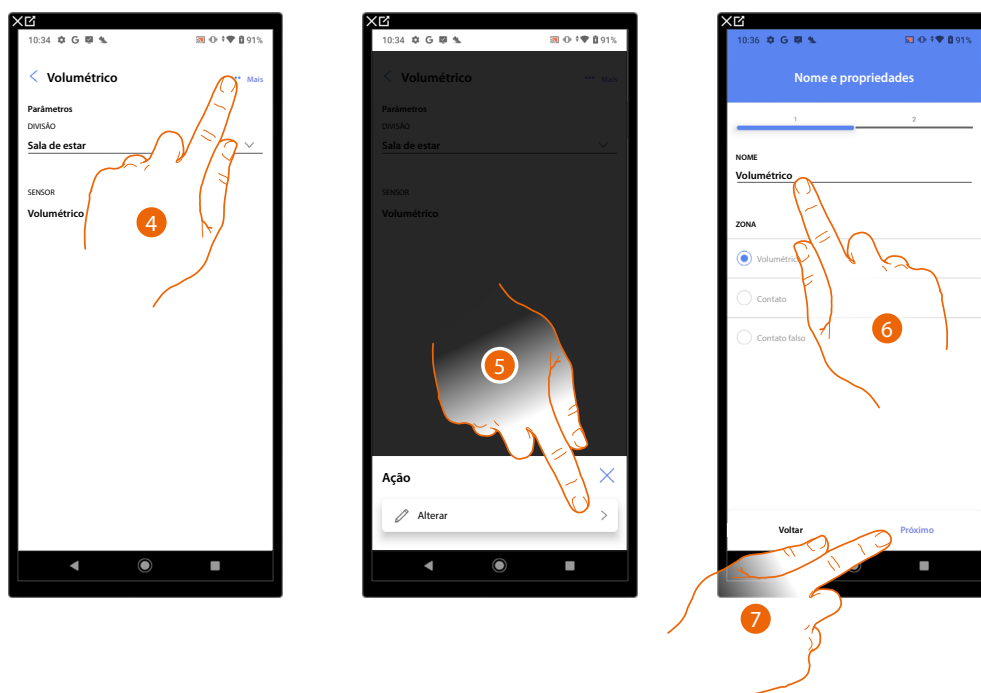 10:34 G 91%
Volumétrico
Mais
Parâmetros
DIVISÃO
Sala de estar
SENSOR
Volumétrico
4
10:34 G 91%
Volumétrico
Mais
Parâmetros
DIVISÃO
Sala de estar
SENSOR
Volumétrico
5
Ação
Alterar
10:36 G 91%
Nome e propriedades
1 2
NOME
Volumétrico
ZONA
Volumétrico
Contato
Contato falso
6
Voltar Próximo
7